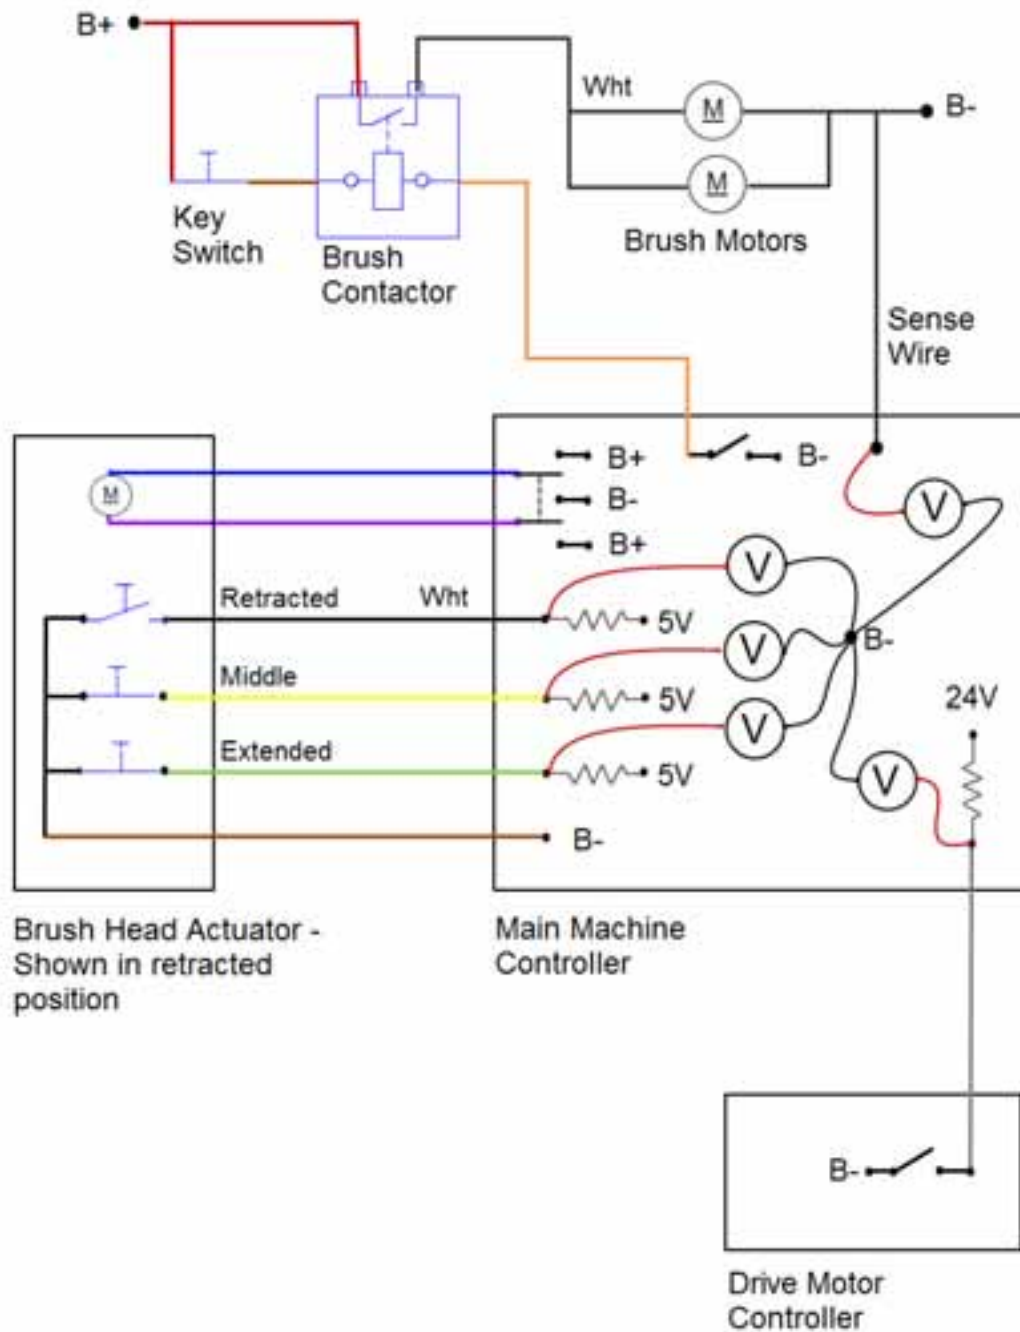 B+
Wht
M
B-
M
Key
Switch
Brush
Contactor
Brush Motors
Sense
Wire
B+
B-
M
B-
V
B+
V
Retracted
Wht
5V
B-
V
Middle
5V
24V
V
Extended
5V
V
B-
Brush Head Actuator -
Shown in retracted
position
Main Machine
Controller
B-
Drive Motor
Controller